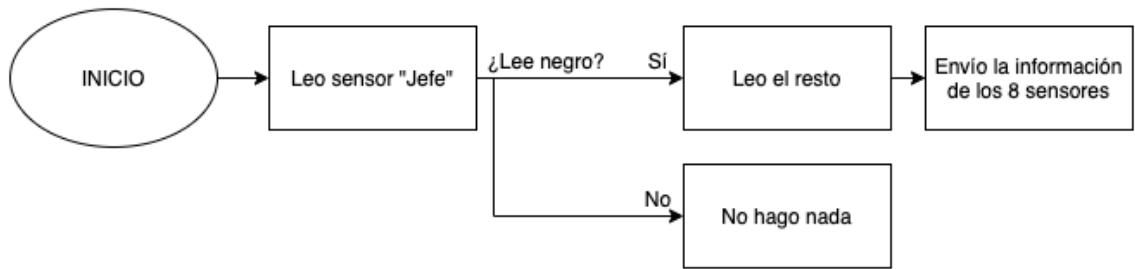 INICIO
Leo sensor "Jefe"
¿Lee negro?
Sí
Leo el resto
Envío la información
de los 8 sensores
No
No hago nada